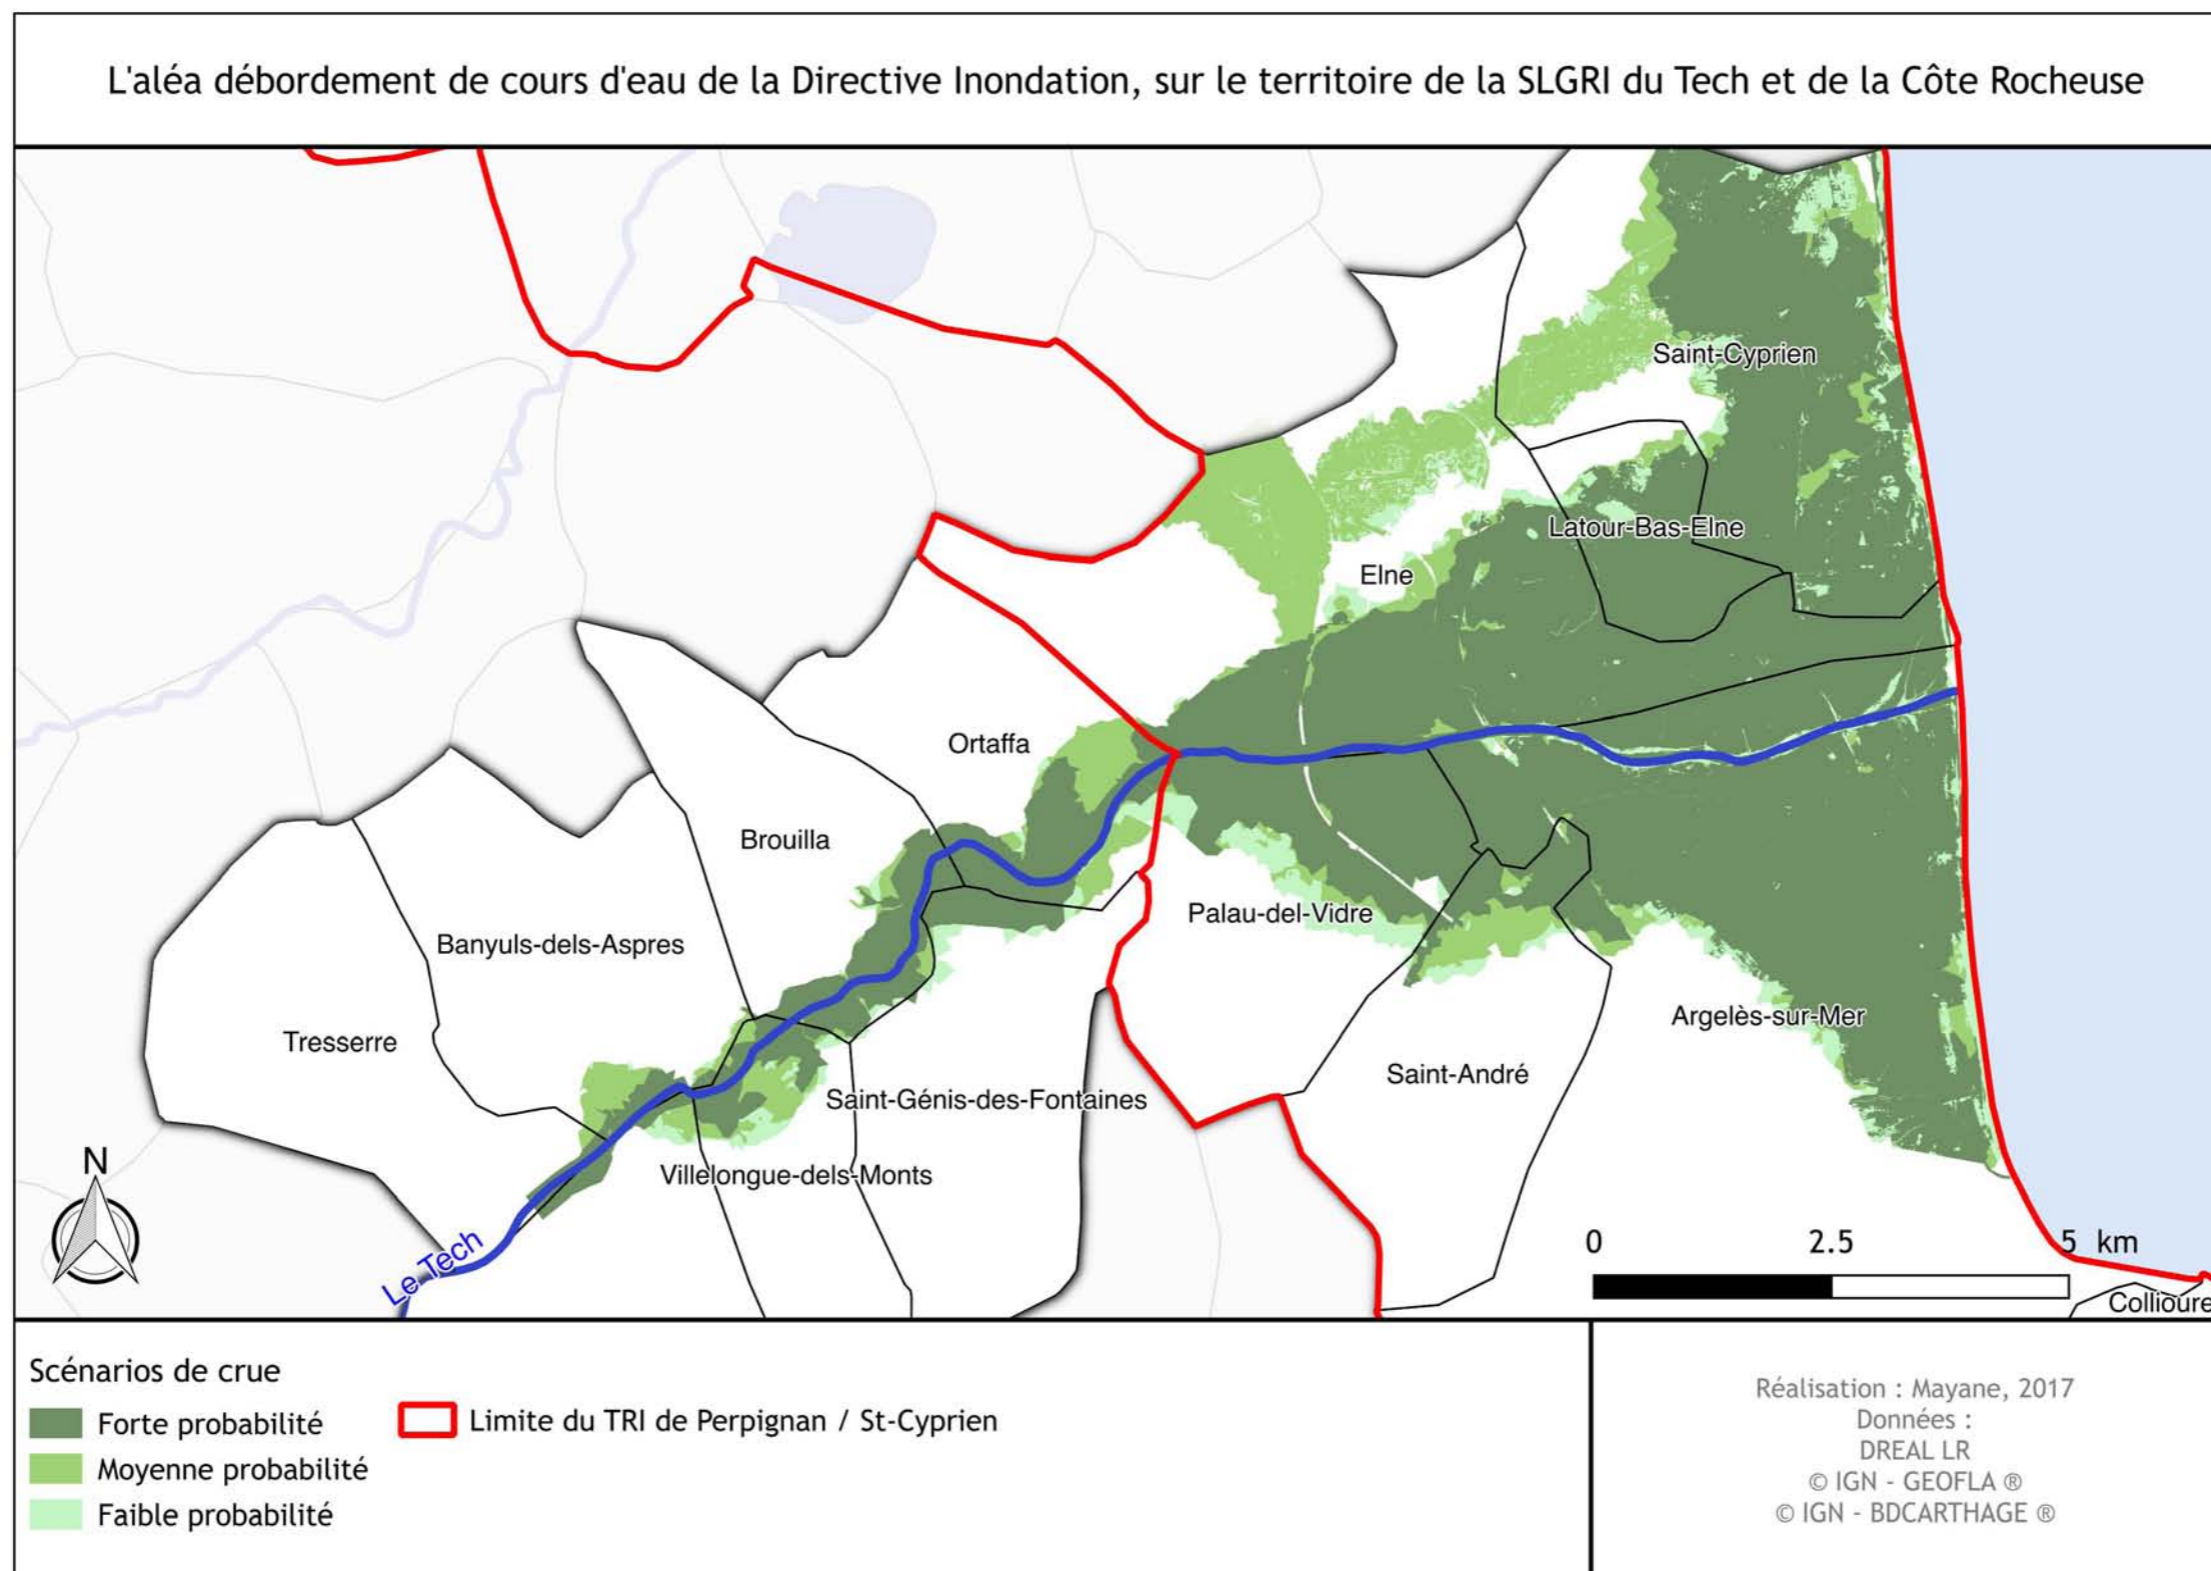 L'aléa débordement de cours d'eau de la Directive Inondation, sur le territoire de la SLGRI du Tech et de la Côte Rocheuse
Saint-Cyprien
Latour-Bas-Elne
Elne
Ortaffa
Brouilla
Palau-del-Vidre
Banyuls-dels-Aspres
Argelès-sur-Mer
Tresserre
Saint-André
Saint-Génis-des-Fontaines
Villelongue-dels-Monts
N
Le Tech
0 2.5 5 km
Collioure
Scénarios de crue
Forte probabilité
Moyenne probabilité
Faible probabilité
Limite du TRI de Perpignan / St-Cyprien
Réalisation : Mayane, 2017
Données :
DREAL LR
© IGN - GEOFLA ®
© IGN - BDCARTHAGE ®